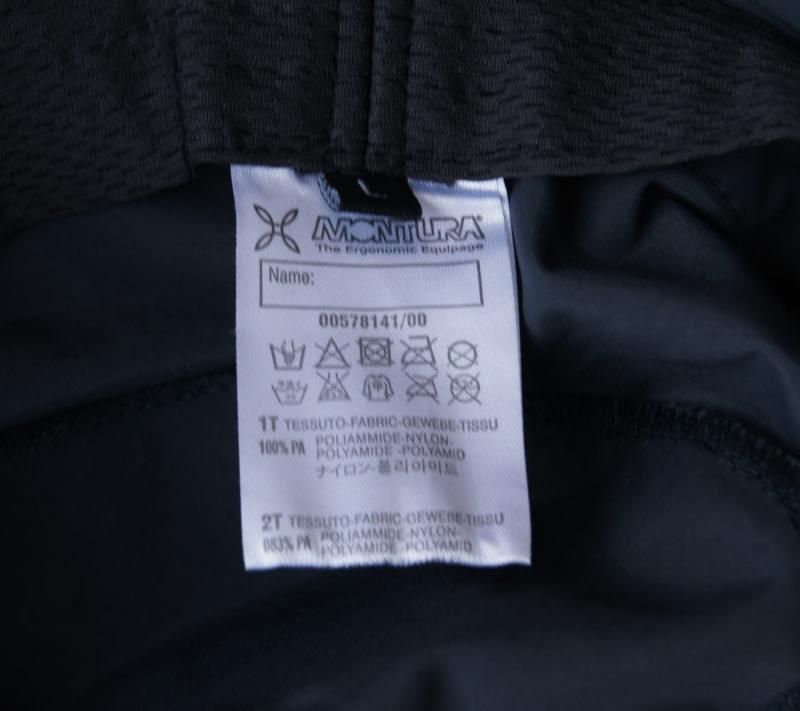 L
MONTURA
The Ergonomic Equipage
Name:
00578141/00
1T TESSUTO-FABRIC-GEWEBE-TISSU
100% PA POLIAMMIDE-NYLON-
POLYAMIDE -POLYAMID
ナイロン-폴리아미드
2T TESSUTO-FABRIC-GEWEBE-TISSU
083% PA POLIAMMIDE-NYLON-
POLYAMIDE -POLYAMID